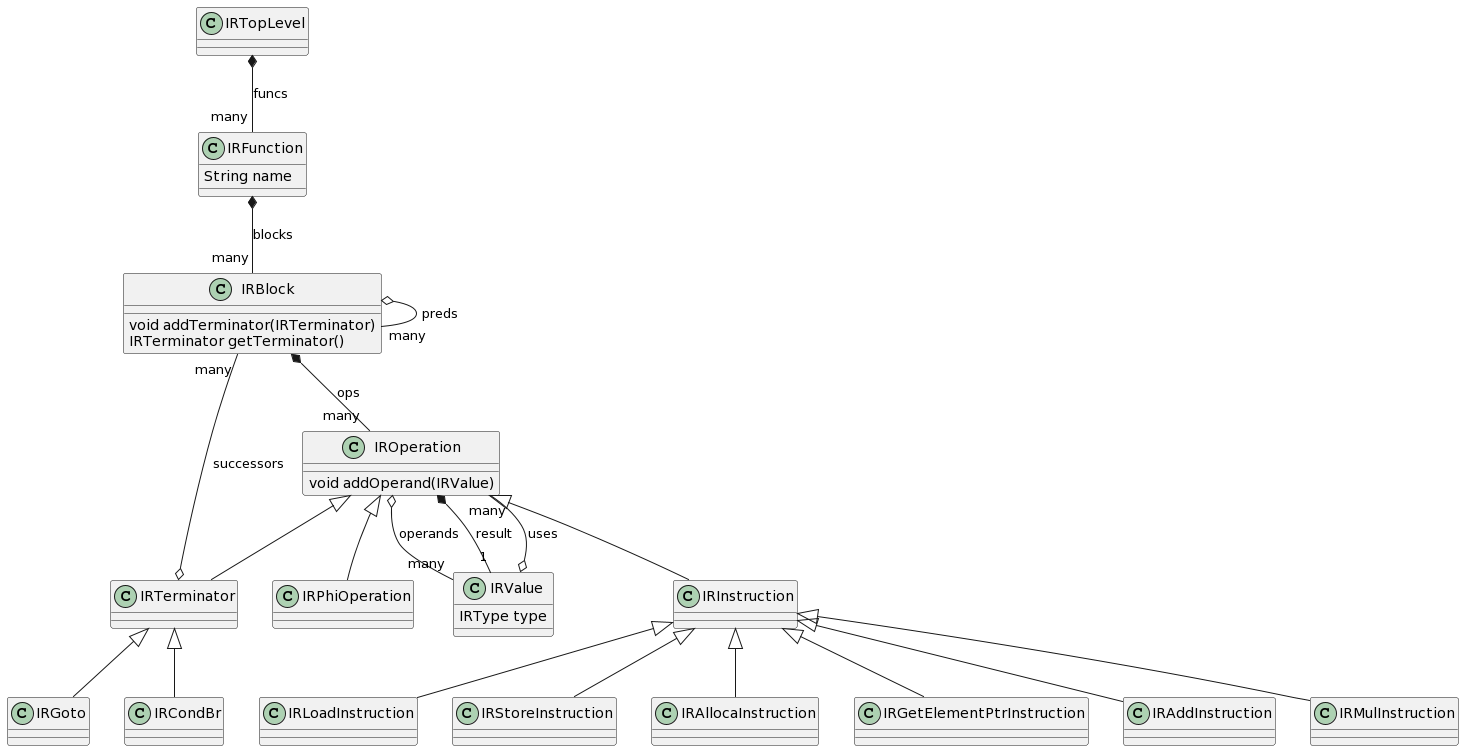 C IRTopLevel
funcs
many
C IRFunction
String name
blocks
many
C IRBlock
void addTerminator(IRTerminator)
IRTerminator getTerminator()
preds
many
many
ops
many
successors
C IROperation
void addOperand(IRValue)
many
operands
result
uses
1
many
C IRTerminator
C IRPhiOperation
C IRValue
IRType type
C IRInstruction
C IRGoto
C IRCondBr
C IRLoadInstruction
C IRStoreInstruction
C IRAllocaInstruction
C IRGetElementPtrInstruction
C IRAddInstruction
C IRMulInstruction